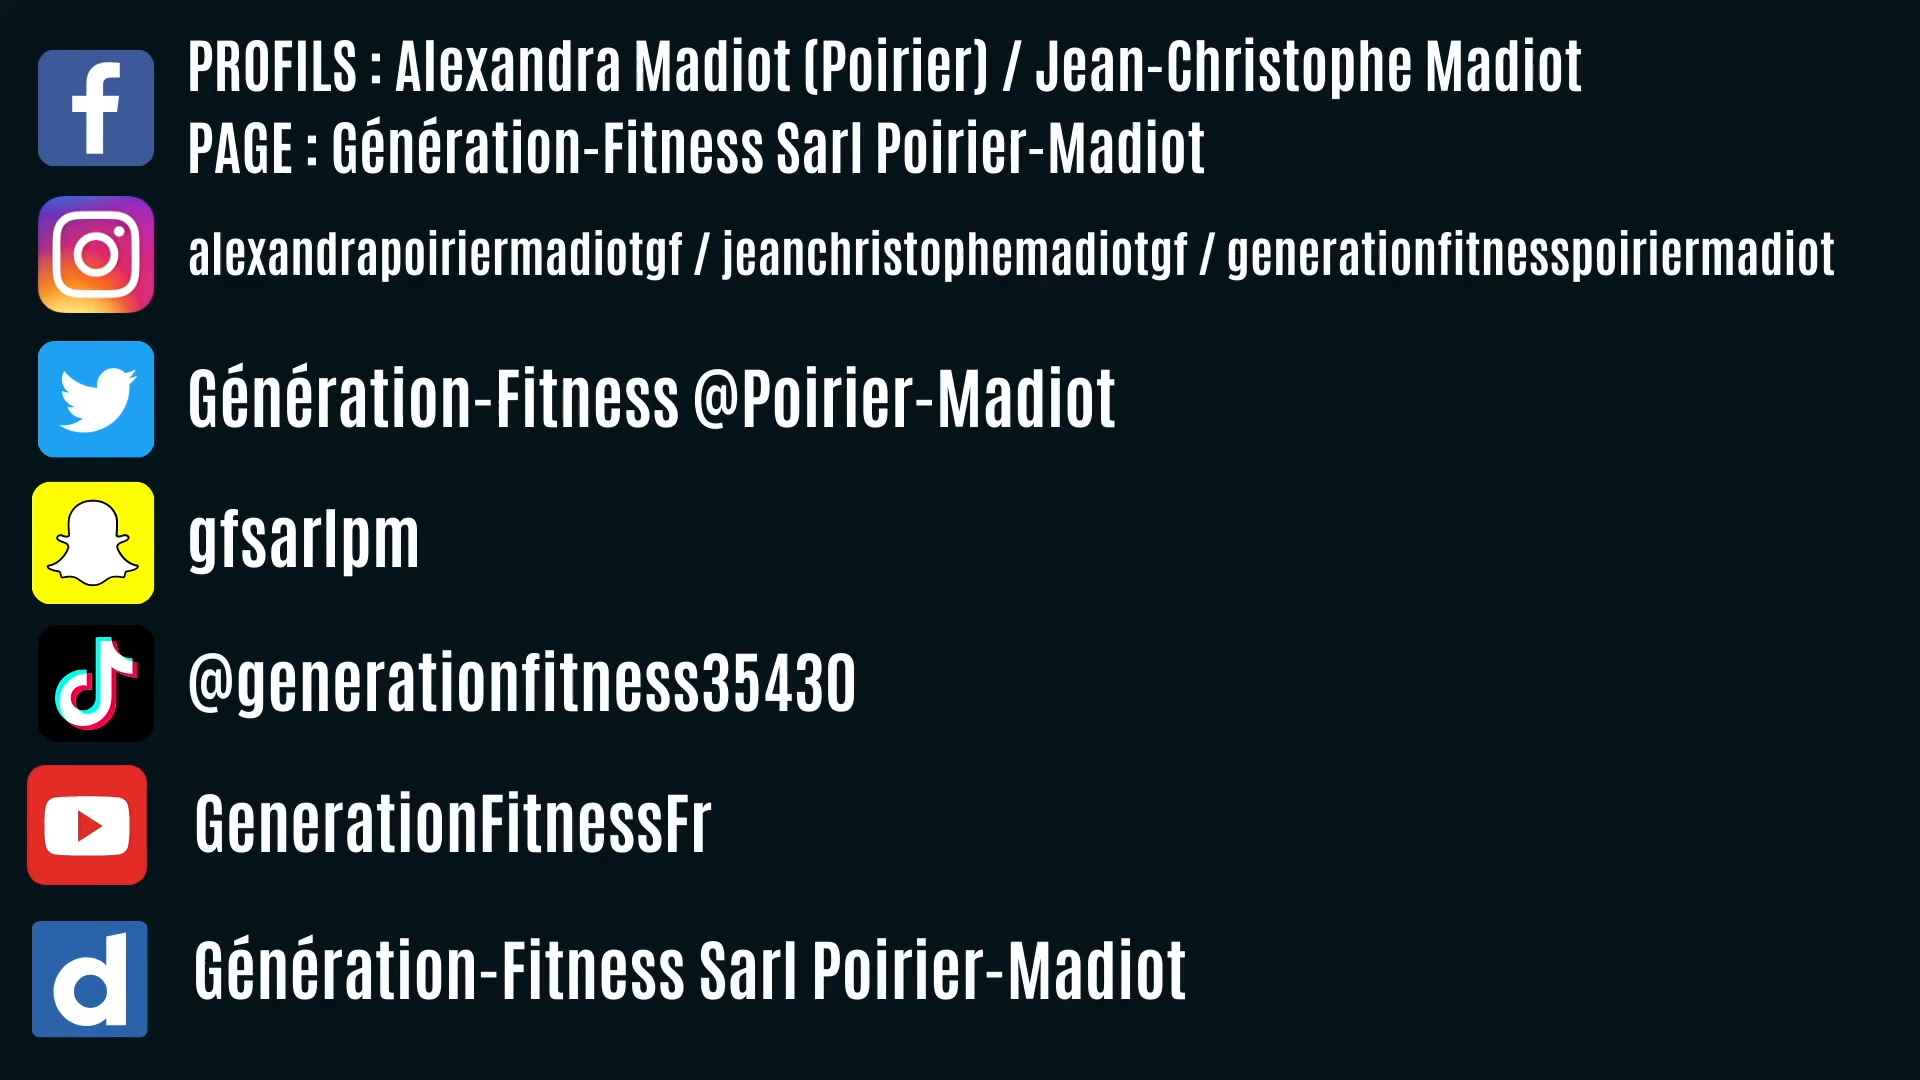 PROFILS : Alexandra Madiot (Poirier) / Jean-Christophe Madiot
PAGE : Génération-Fitness Sarl Poirier-Madiot
alexandrapoiriermadiotgf / jeanchristophemadiotgf / generationfitnesspoiriermadiot
Génération-Fitness @Poirier-Madiot
gfsarlpm
@generationfitness35430
GenerationFitnessFr
Génération-Fitness Sarl Poirier-Madiot